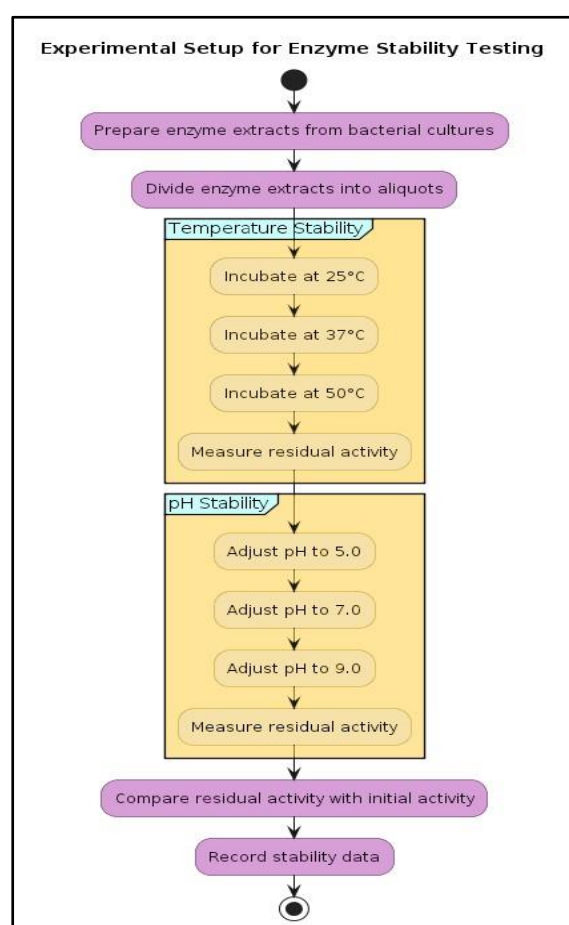 Experimental Setup for Enzyme Stability Testing
Prepare enzyme extracts from bacterial cultures
Divide enzyme extracts into aliquots
Temperature Stability
Incubate at 25°C
Incubate at 37°C
Incubate at 50°C
Measure residual activity
pH Stability
Adjust pH to 5.0
Adjust pH to 7.0
Adjust pH to 9.0
Measure residual activity
Compare residual activity with initial activity
Record stability data